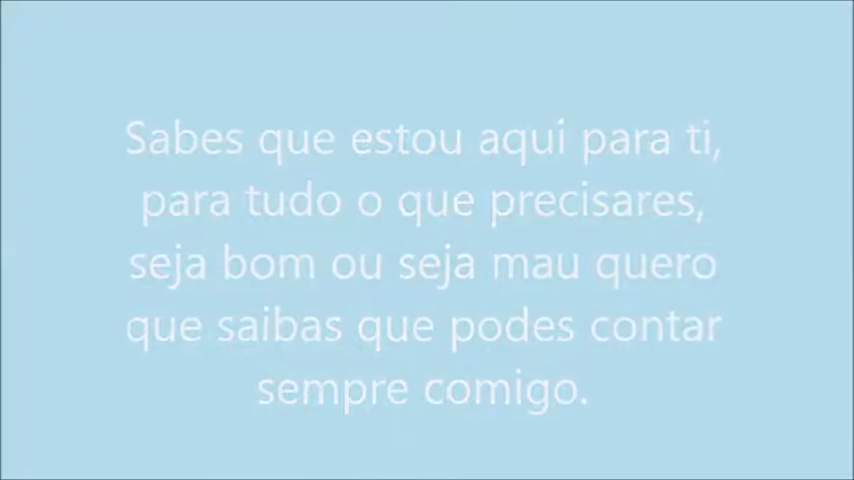 Sabes que estou aqui para ti,
para tudo o que precisares,
seja bom ou seja mau quero
que saibas que podes contar
sempre comigo.